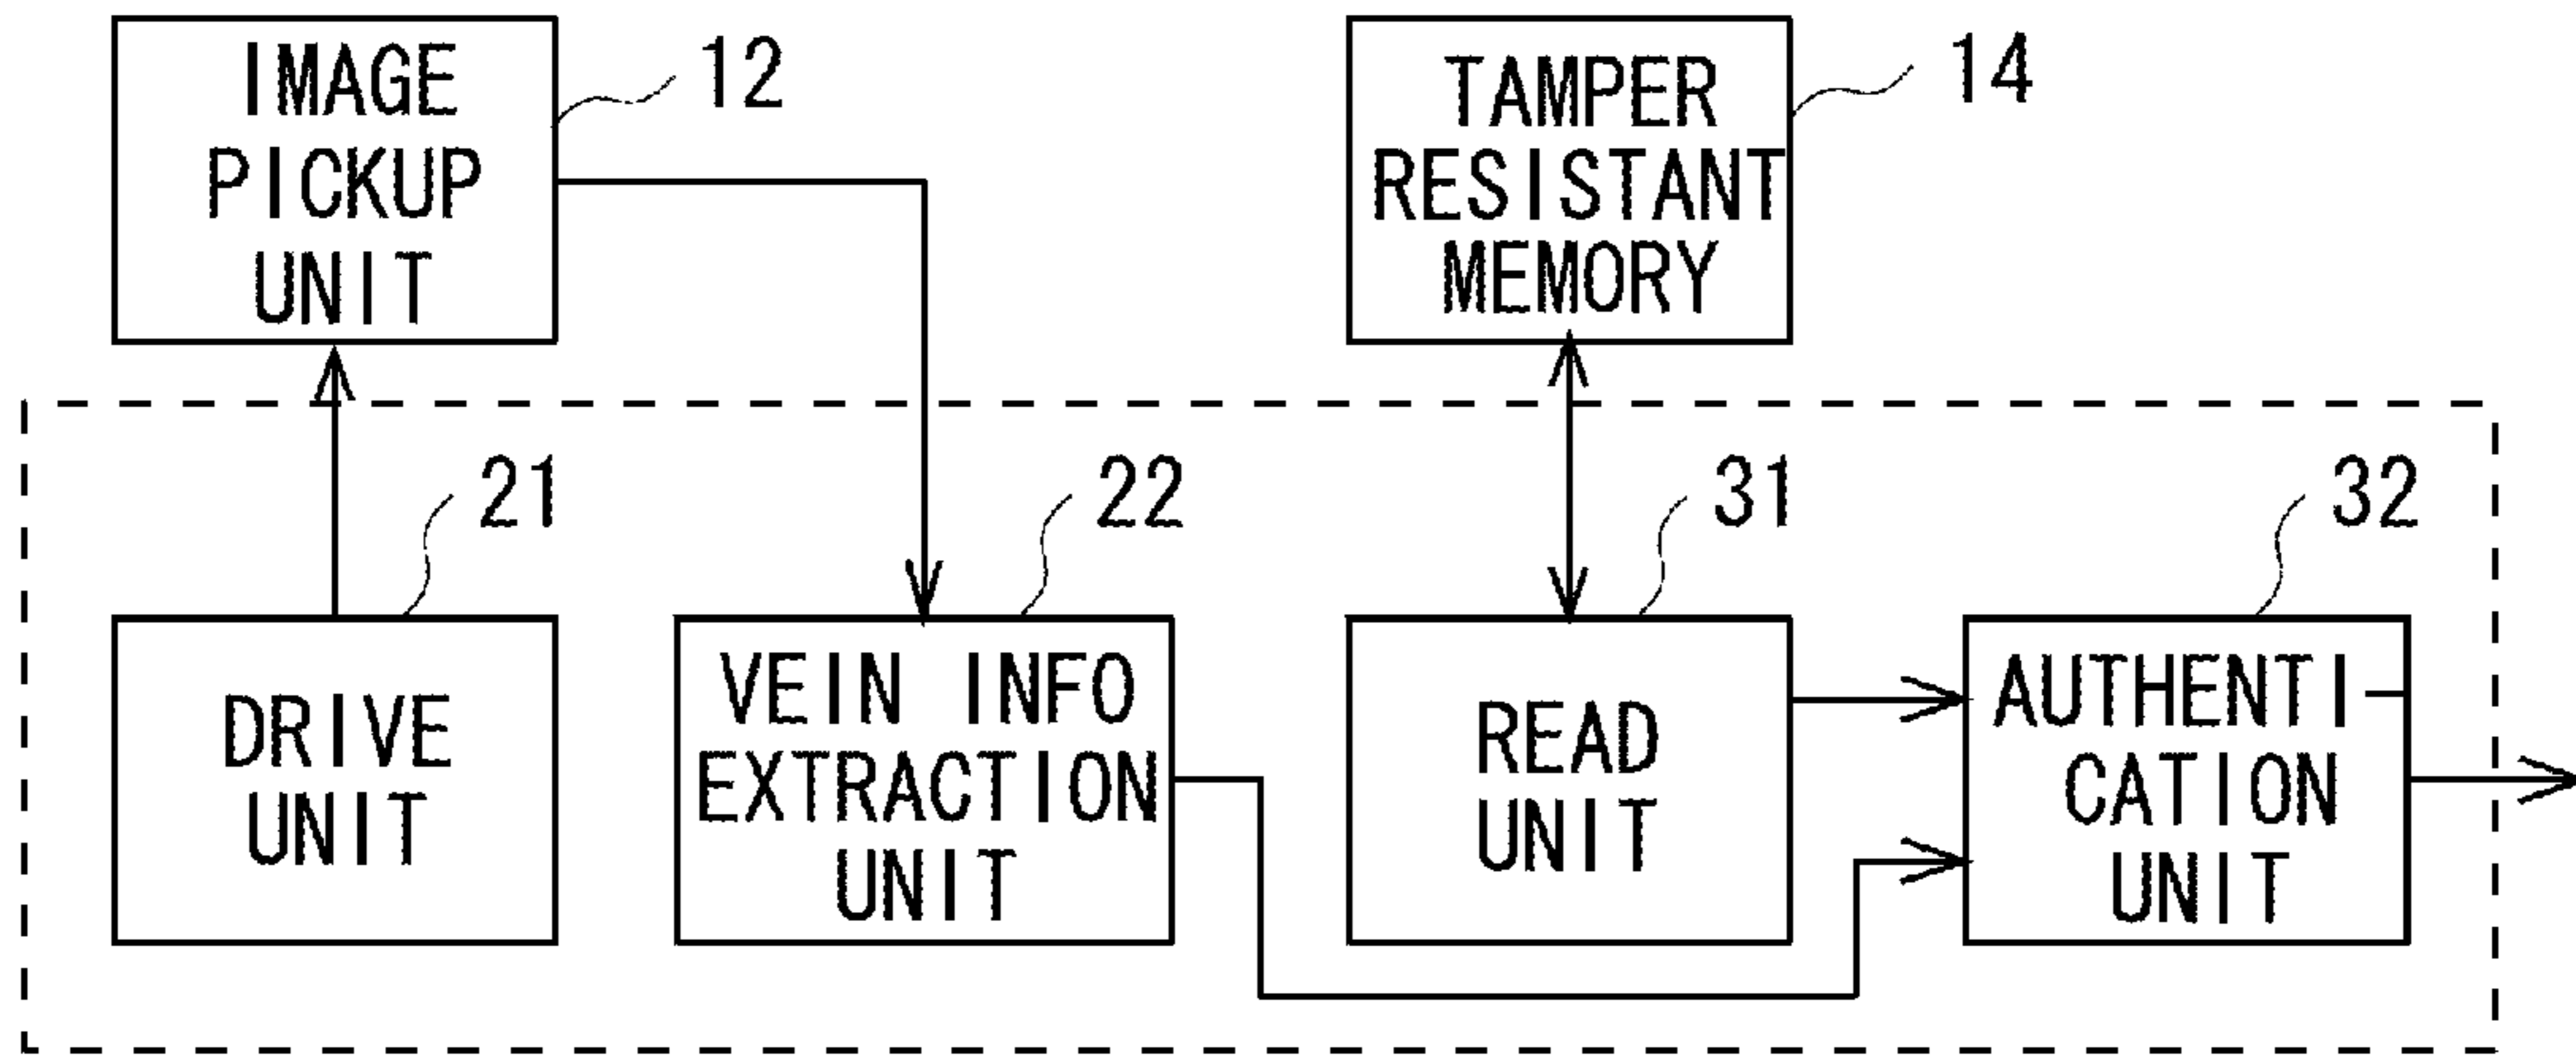 IMAGE
PICKUP
UNIT
12
TAMPER
RESISTANT
MEMORY
14
21
22
31
32
DRIVE
UNIT
VEIN INFO
EXTRACTION
UNIT
READ
UNIT
AUTHENTI-
CATION
UNIT